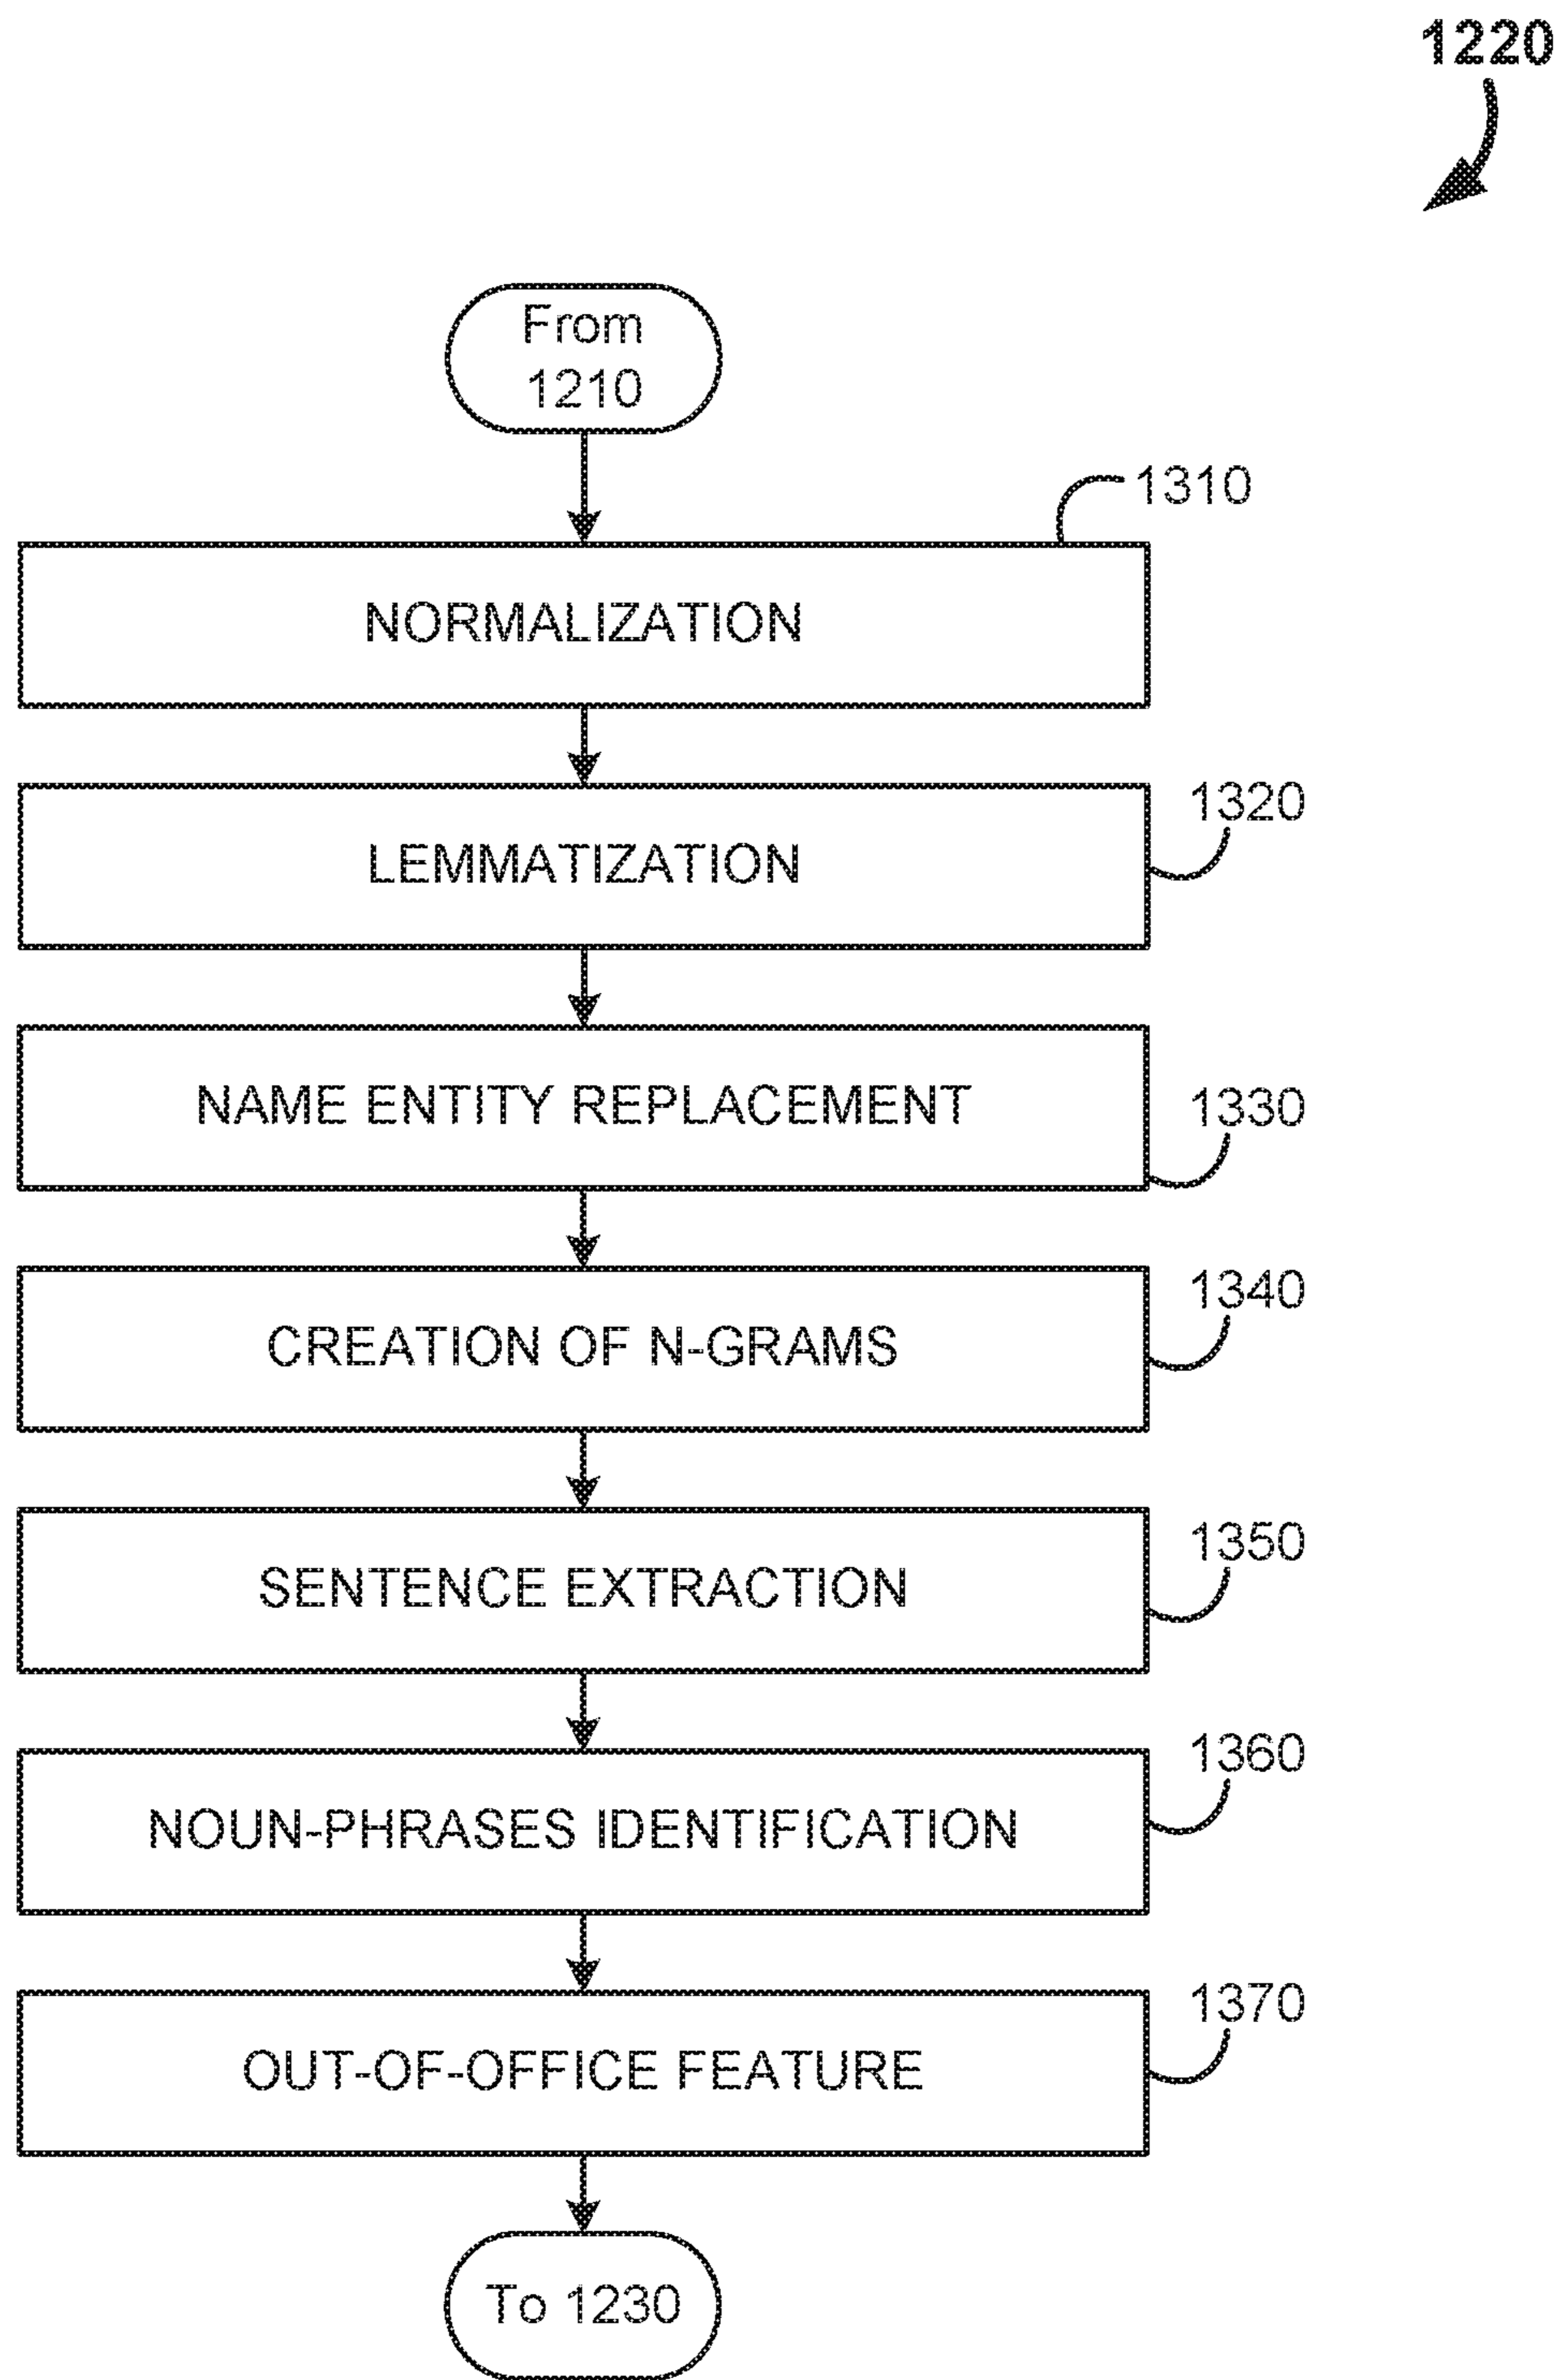 1220
From
1210
1310
NORMALIZATION
1320
LEMMATIZATION
NAME ENTITY REPLACEMENT
1330
1340
CREATION OF N-GRAMS
1350
SENTENCE EXTRACTION
1360
NOUN-PHRASES IDENTIFICATION
1370
OUT-OF-OFFICE FEATURE
To 1230